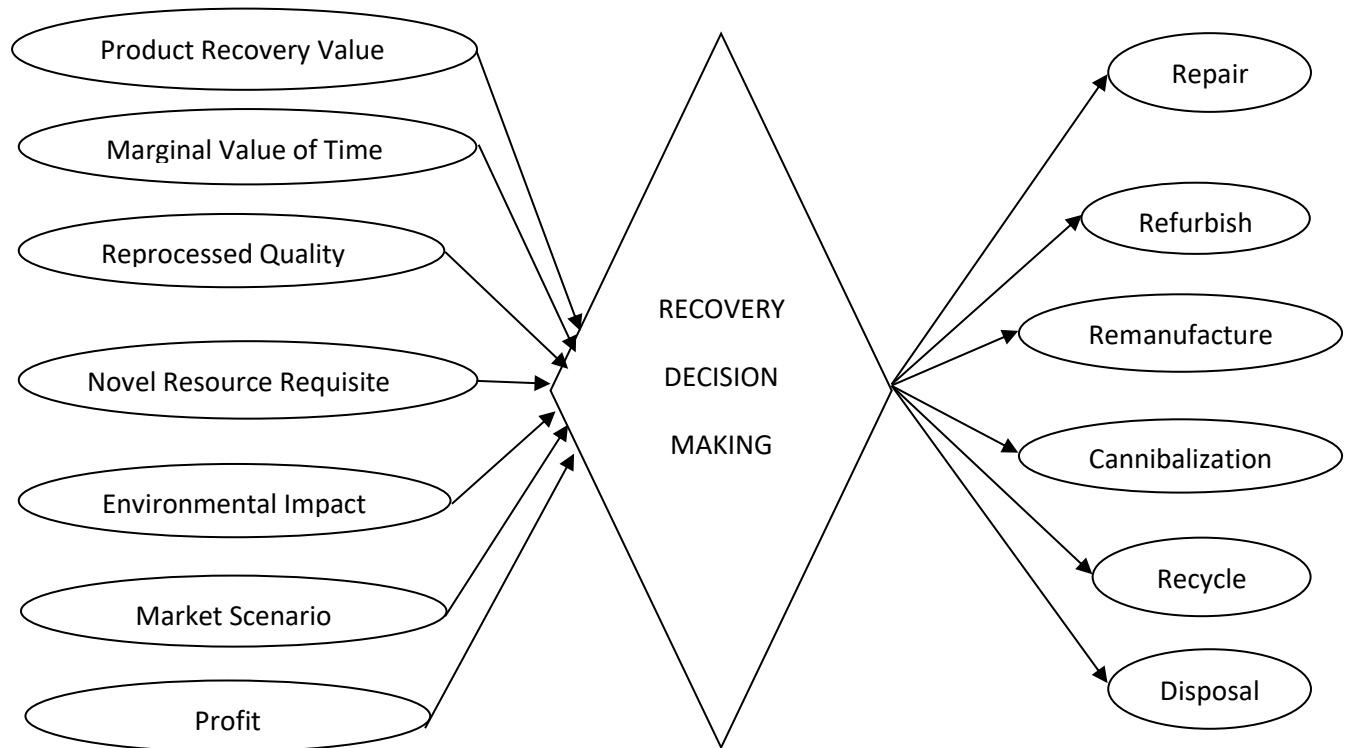 Product Recovery Value
Marginal Value of Time
Reprocessed Quality
Novel Resource Requisite
Environmental Impact
Market Scenario
Profit
RECOVERY
DECISION
MAKING
Repair
Refurbish
Remanufacture
Cannibalization
Recycle
Disposal